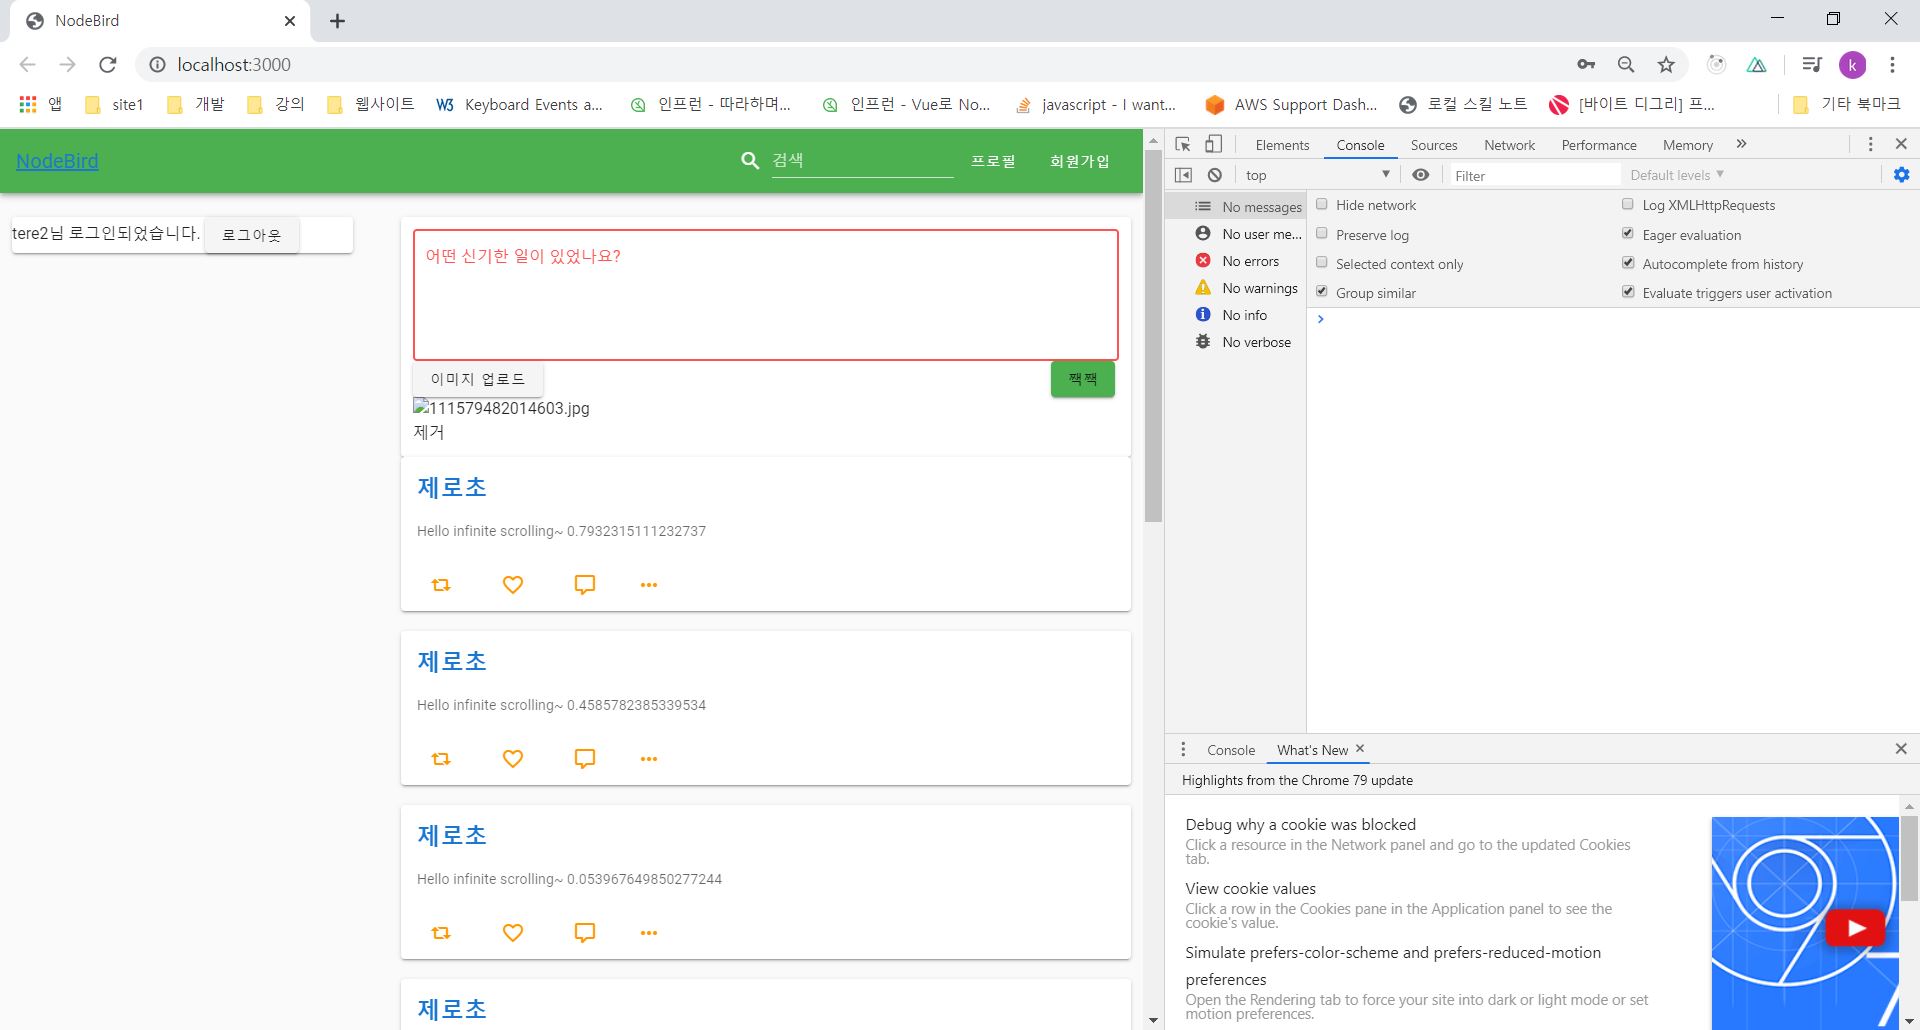 NodeBird
localhost:3000
k
앱
site1
개발
강의
웹사이트
W3 Keyboard Events a...
인프런 - 따라하며...
인프런 - Vue로 No...
javascript - I want...
AWS Support Dash...
로컬 스킬 노트
[바이트 디그리] 프...
기타 북마크
NodeBird
검색
프로필
회원가입
tere2님 로그인되었습니다.
로그아웃
어떤 신기한 일이 있었나요?
이미지 업로드
짹짹
111579482014603.jpg
제거
제로초
Hello infinite scrolling~ 0.7932315111232737
제로초
Hello infinite scrolling~ 0.4585782385339534
제로초
Hello infinite scrolling~ 0.053967649850277244
제로초
Elements
Console
Sources
Network
Performance
Memory
top
Filter
Default levels
No messages
No user me...
No errors
No warnings
No info
No verbose
Hide network
Preserve log
Selected context only
Group similar
Log XMLHttpRequests
Eager evaluation
Autocomplete from history
Evaluate triggers user activation
Console
What's New
Highlights from the Chrome 79 update
Debug why a cookie was blocked
Click a resource in the Network panel and go to the updated Cookies
tab.
View cookie values
Click a row in the Cookies pane in the Application panel to see the
cookie's value.
Simulate prefers-color-scheme and prefers-reduced-motion
preferences
Open the Rendering tab to force your site into dark or light mode or set
motion preferences.